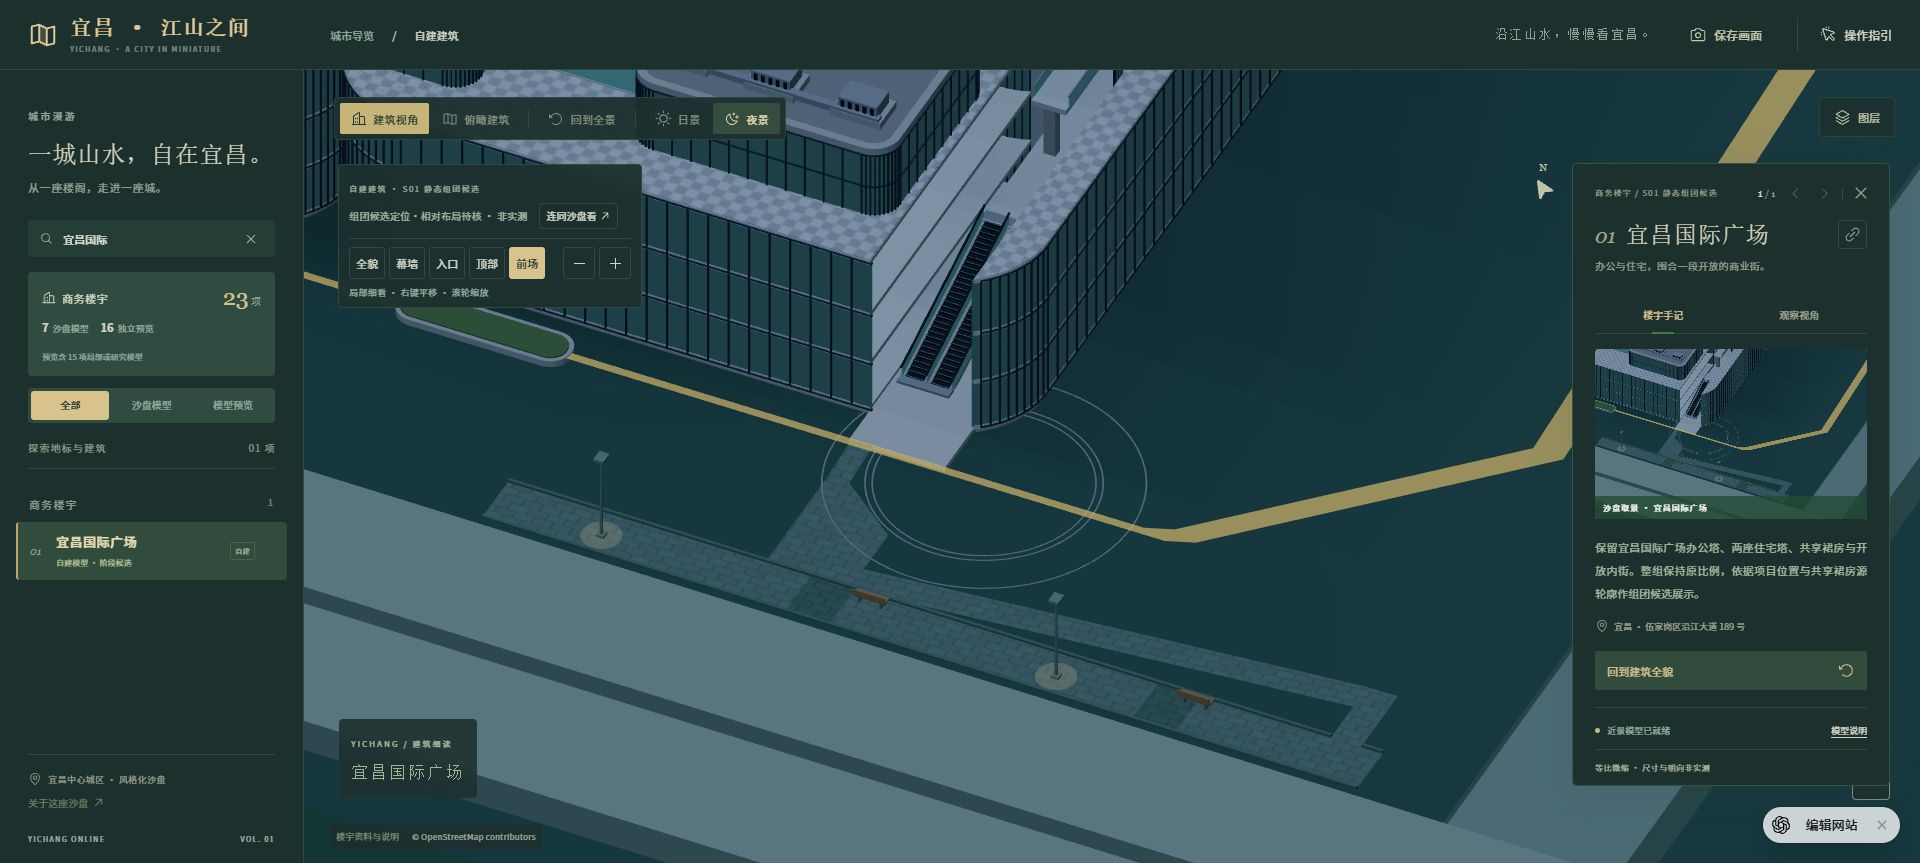 宜昌 · 江山之间
YICHANG · A CITY IN MINIATURE
城市导览 / 自建建筑
沿江山水，慢慢看宜昌。
保存画面
操作指引
城市漫游
一城山水，自在宜昌。
从一座楼阁，走进一座城。
宜昌国际
商务楼宇
23 项
7 沙盘模型 16 独立预览
预览含 15 项局部或研究模型
全部
沙盘模型
模型预览
探索地标与建筑 01 项
商务楼宇 1
01 宜昌国际广场
自建模型 · 阶段候选
自建
宜昌中心城区 · 风格化沙盘
关于这座沙盘 ↗
YICHANG ONLINE VOL. 01
建筑视角
俯瞰建筑
回到全景
日景
夜景
自建建筑 · S01 静态组团候选
组团候选定位·相对布局待核 · 非实测
连同沙盘看 ↗
全貌
幕墙
入口
顶部
前场
− +
局部细看 · 右键平移 · 滚轮缩放
YICHANG / 建筑细读
宜昌国际广场
楼宇资料与说明 © OpenStreetMap contributors
图层
N
商务楼宇 / S01 静态组团候选
1 / 1
01 宜昌国际广场
办公与住宅，围合一段开放的商业街。
楼宇手记
观察视角
沙盘取景 · 宜昌国际广场
保留宜昌国际广场办公塔、两座住宅塔、共享裙房与开
放内街。整组保持原比例，依据项目位置与共享裙房源
轮廓作组团候选展示。
宜昌 · 伍家岗区沿江大道 189 号
回到建筑全貌
近景模型已就绪
模型说明
等比微缩 · 尺寸与朝向非实测
编辑网站